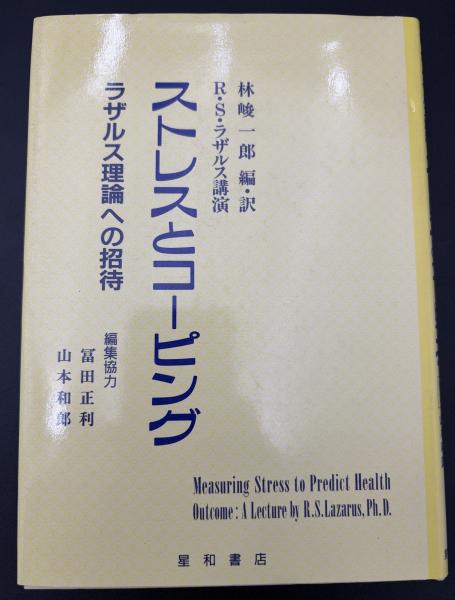 林峻一郎 編・訳
R・S・ラザルス講演
ストレスとコーピング
ラザルス理論への招待
編集協力
冨田正利
山本和郎
Measuring Stress to Predict Health
Outcome: A Lecture by R.S.Lazarus, Ph.D.
星和書店